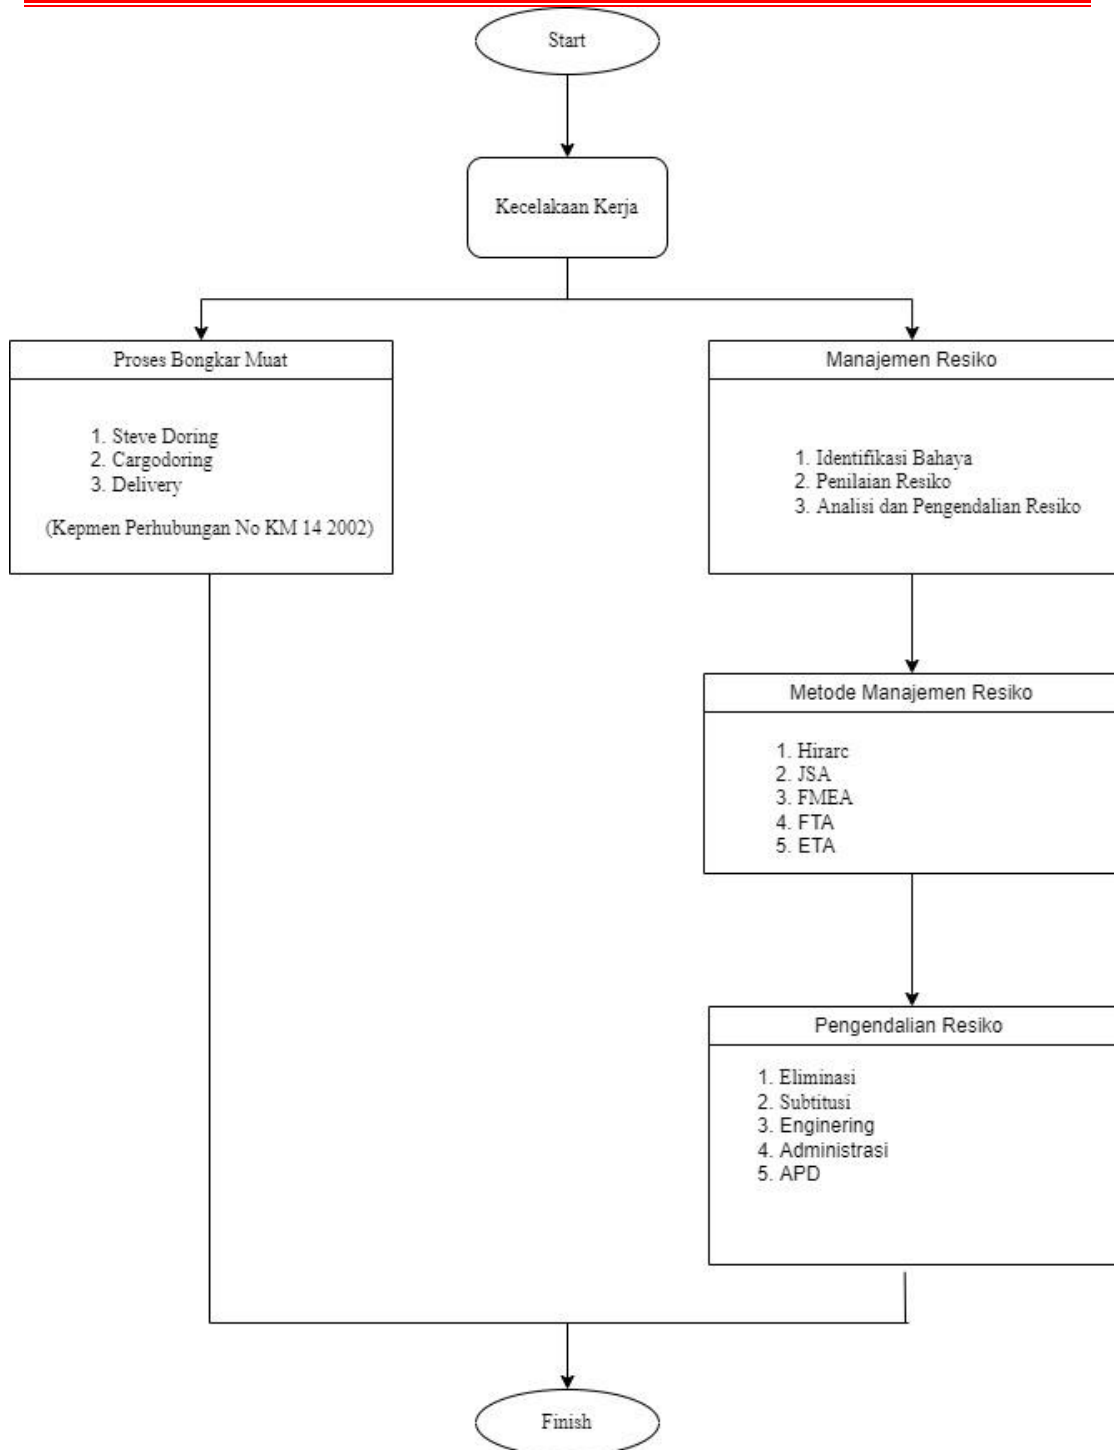 Start
Kecelakaan Kerja
Proses Bongkar Muat
1. Steve Doring
2. Cargodoring
3. Delivery
(Kepmen Perhubungan No KM 14 2002)
Manajemen Resiko
1. Identifikasi Bahaya
2. Penilaian Resiko
3. Analisi dan Pengendalian Resiko
Metode Manajemen Resiko
1. Hirarc
2. JSA
3. FMEA
4. FTA
5. ETA
Pengendalian Resiko
1. Eliminasi
2. Subtitusi
3. Enginering
4. Administrasi
5. APD
Finish